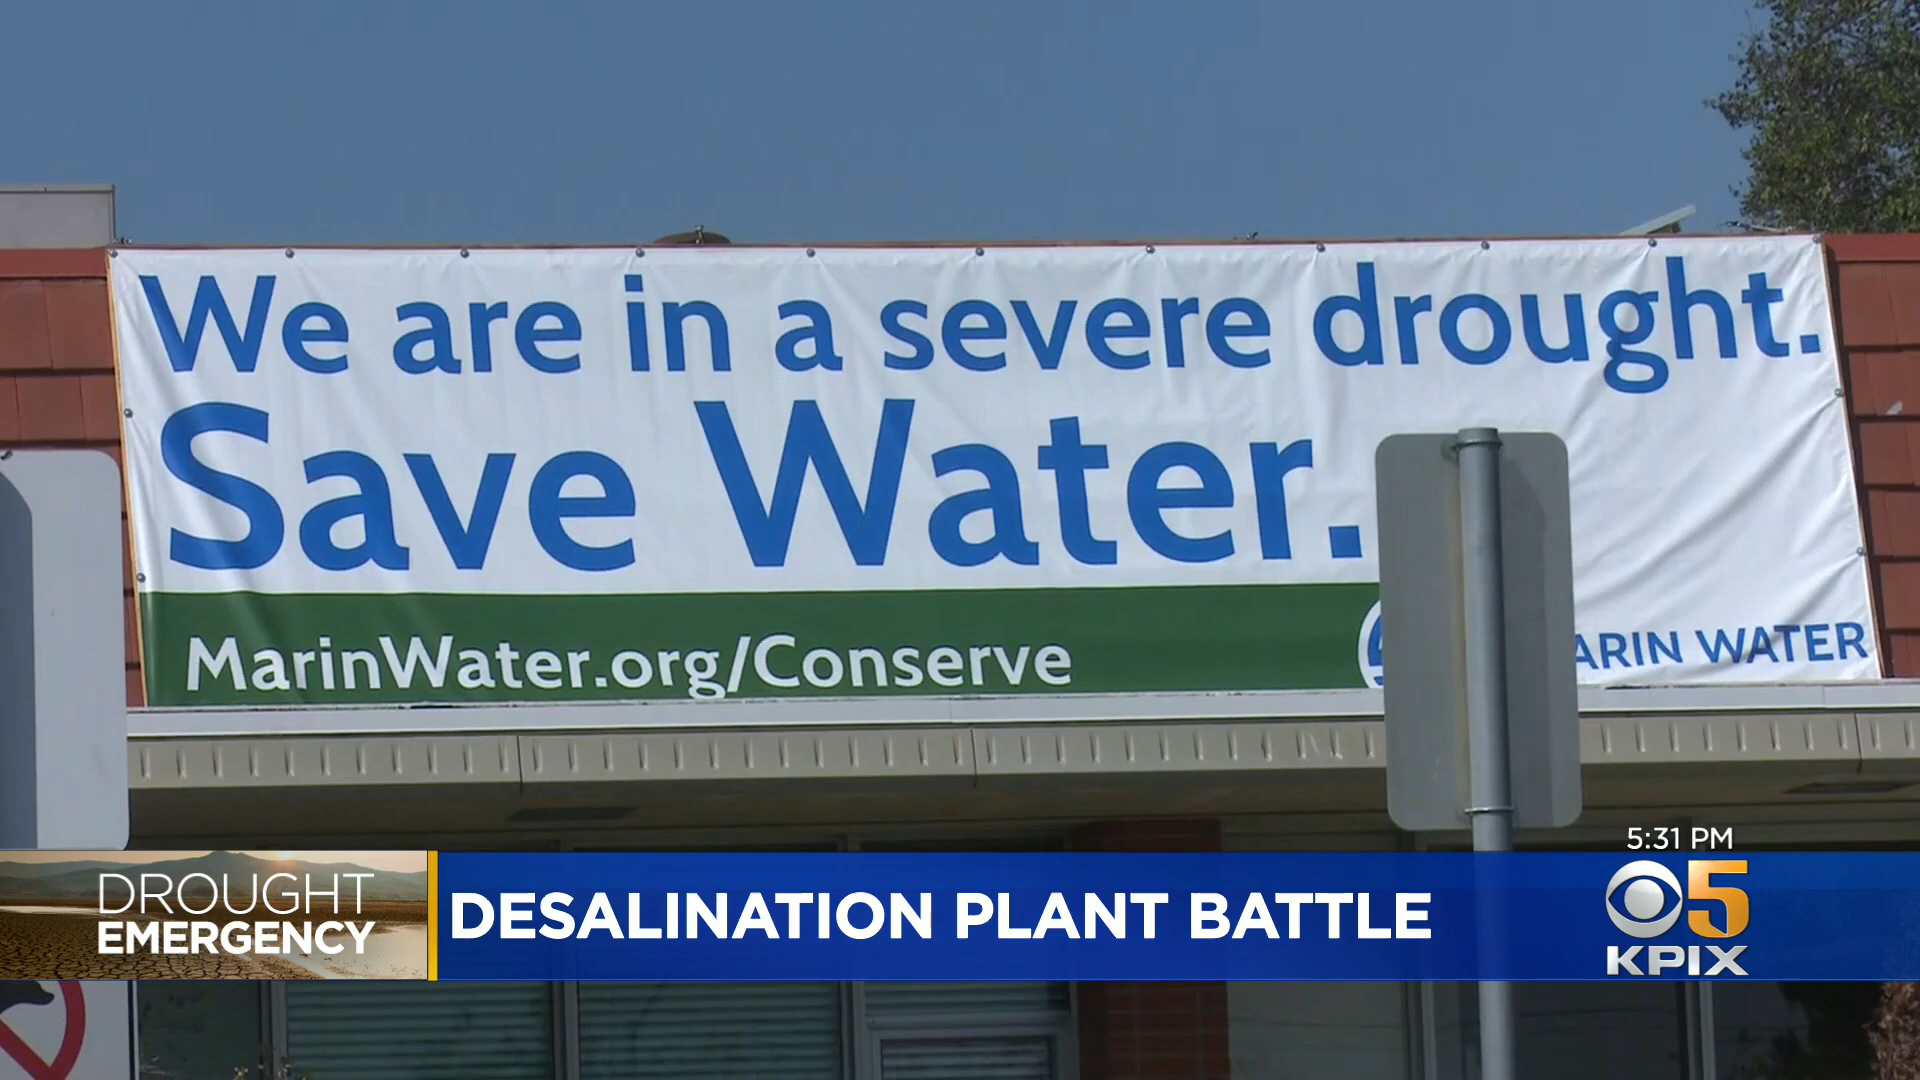 We are in a severe drought.
Save Water.
MarinWater.org/Conserve
ARIN WATER
5:31 PM
DROUGHT
EMERGENCY
DESALINATION PLANT BATTLE
5
KPIX